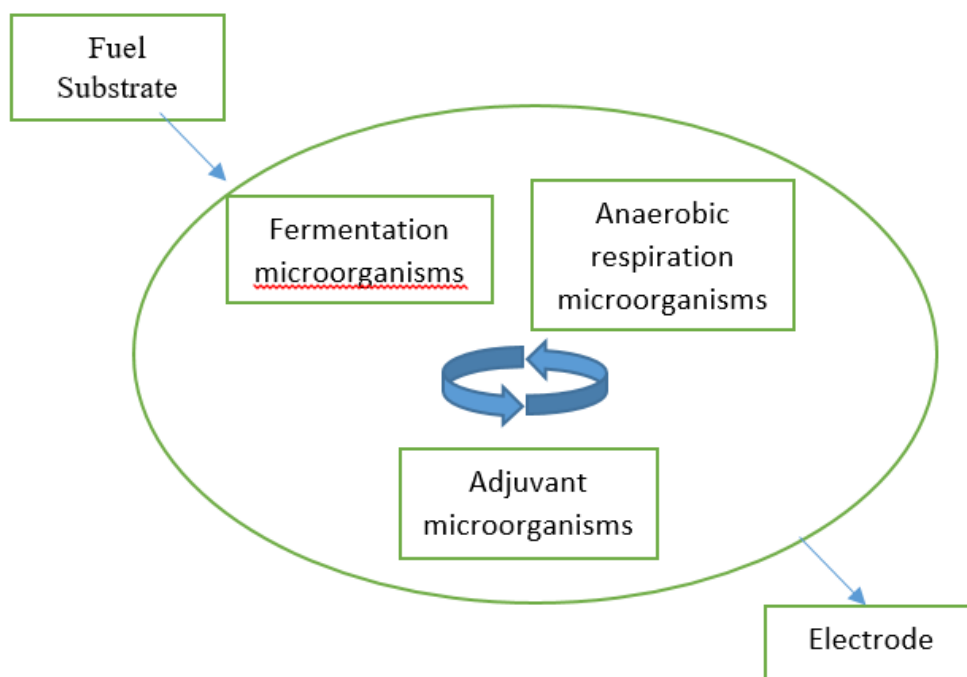 Fuel
Substrate
Fermentation
microorganisms
Anaerobic
respiration
microorganisms
Adjuvant
microorganisms
Electrode